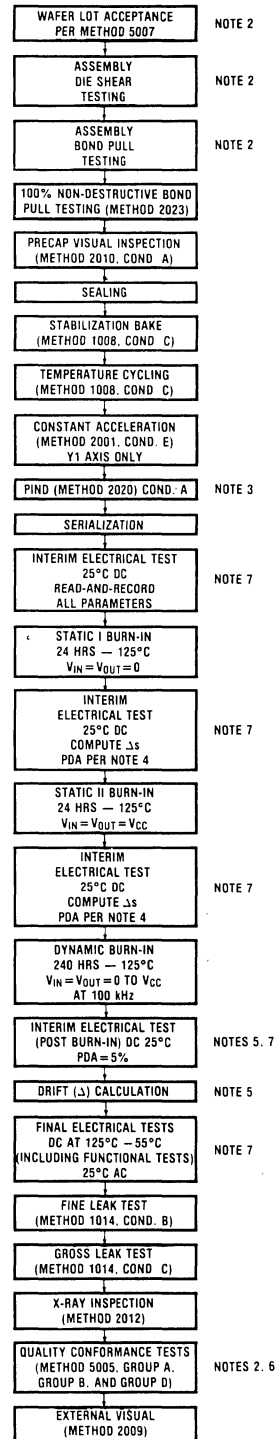 WAFER LOT ACCEPTANCE
PER METHOD 5007
NOTE 2
ASSEMBLY
DIE SHEAR
TESTING
NOTE 2
ASSEMBLY
BOND PULL
TESTING
NOTE 2
100% NON-DESTRUCTIVE BOND
PULL TESTING (METHOD 2023)
PRECAP VISUAL INSPECTION
(METHOD 2010, COND A)
SEALING
STABILIZATION BAKE
(METHOD 1008, COND C)
TEMPERATURE CYCLING
(METHOD 1008, COND C)
CONSTANT ACCELERATION
(METHOD 2001, COND. E)
Y1 AXIS ONLY
PIND (METHOD 2020) COND. A
NOTE 3
SERIALIZATION
INTERIM ELECTRICAL TEST
25°C DC
READ-AND-RECORD
ALL PARAMETERS
NOTE 7
STATIC I BURN-IN
24 HRS — 125°C
VIN = VOUT = 0
INTERIM
ELECTRICAL TEST
25°C DC
COMPUTE Δs
PDA PER NOTE 4
NOTE 7
STATIC II BURN-IN
24 HRS — 125°C
VIN = VOUT = VCC
INTERIM
ELECTRICAL TEST
25°C DC
COMPUTE Δs
PDA PER NOTE 4
NOTE 7
DYNAMIC BURN-IN
240 HRS — 125°C
VIN = VOUT = 0 TO VCC
AT 100 kHz
INTERIM ELECTRICAL TEST
(POST BURN-IN) DC 25°C
PDA = 5%
NOTES 5, 7
DRIFT (Δ) CALCULATION
NOTE 5
FINAL ELECTRICAL TESTS
DC AT 125°C −55°C
(INCLUDING FUNCTIONAL TESTS)
25°C AC
NOTE 7
FINE LEAK TEST
(METHOD 1014, COND. B)
GROSS LEAK TEST
(METHOD 1014, COND C)
X-RAY INSPECTION
(METHOD 2012)
QUALITY CONFORMANCE TESTS
(METHOD 5005, GROUP A,
GROUP B, AND GROUP D)
NOTES 2, 6
EXTERNAL VISUAL
(METHOD 2009)